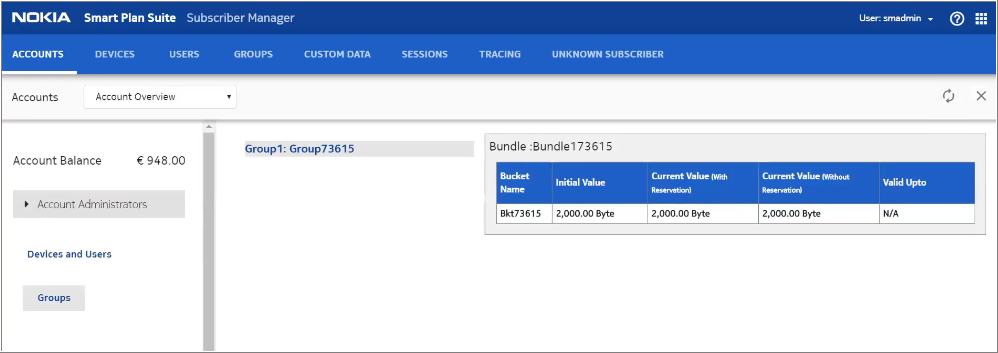 NOKIA Smart Plan Suite Subscriber Manager User: smadmin
ACCOUNTS DEVICES USERS GROUPS CUSTOM DATA SESSIONS TRACING UNKNOWN SUBSCRIBER
Accounts Account Overview
Account Balance € 948.00
Account Administrators
Devices and Users
Groups
Group1: Group73615
Bundle :Bundle173615
Bucket Name Initial Value Current Value (With Reservation) Current Value (Without Reservation) Valid Upto
Bkt73615 2,000.00 Byte 2,000.00 Byte 2,000.00 Byte N/A